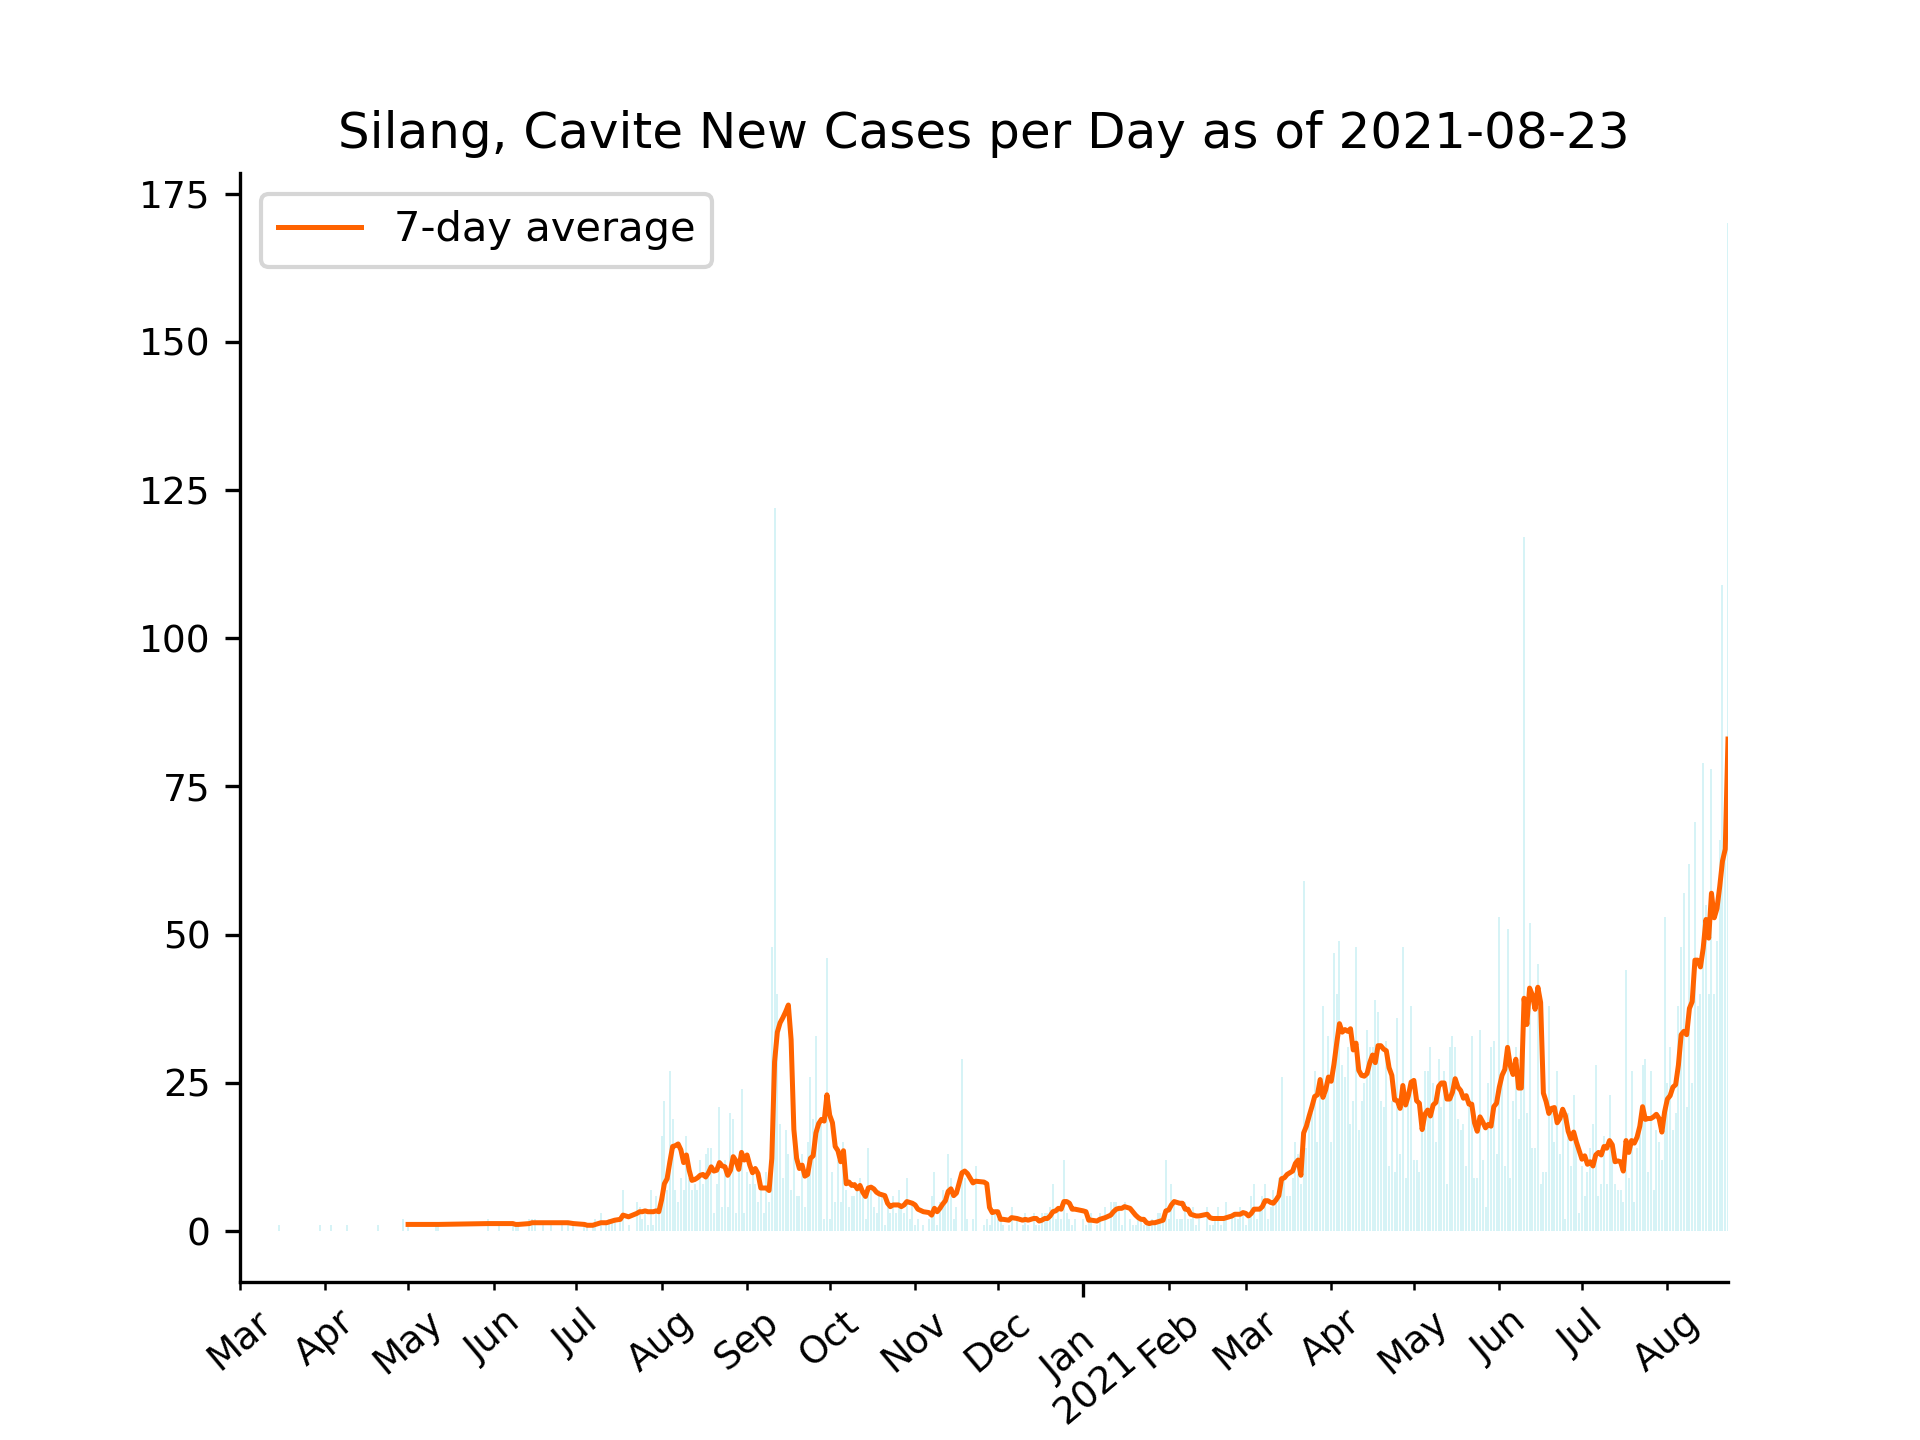 Silang, Cavite New Cases per Day as of 2021-08-23
7-day average
175
150
125
100
75
50
25
0
Mar
Apr
May
Jun
Jul
Aug
Sep
Oct
Nov
Dec
Jan
2021
Feb
Mar
Apr
May
Jun
Jul
Aug